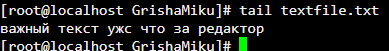 [root@localhost GrishaMiku]# tail textfile.txt
важный текст ужс что за редактор
[root@localhost GrishaMiku]#